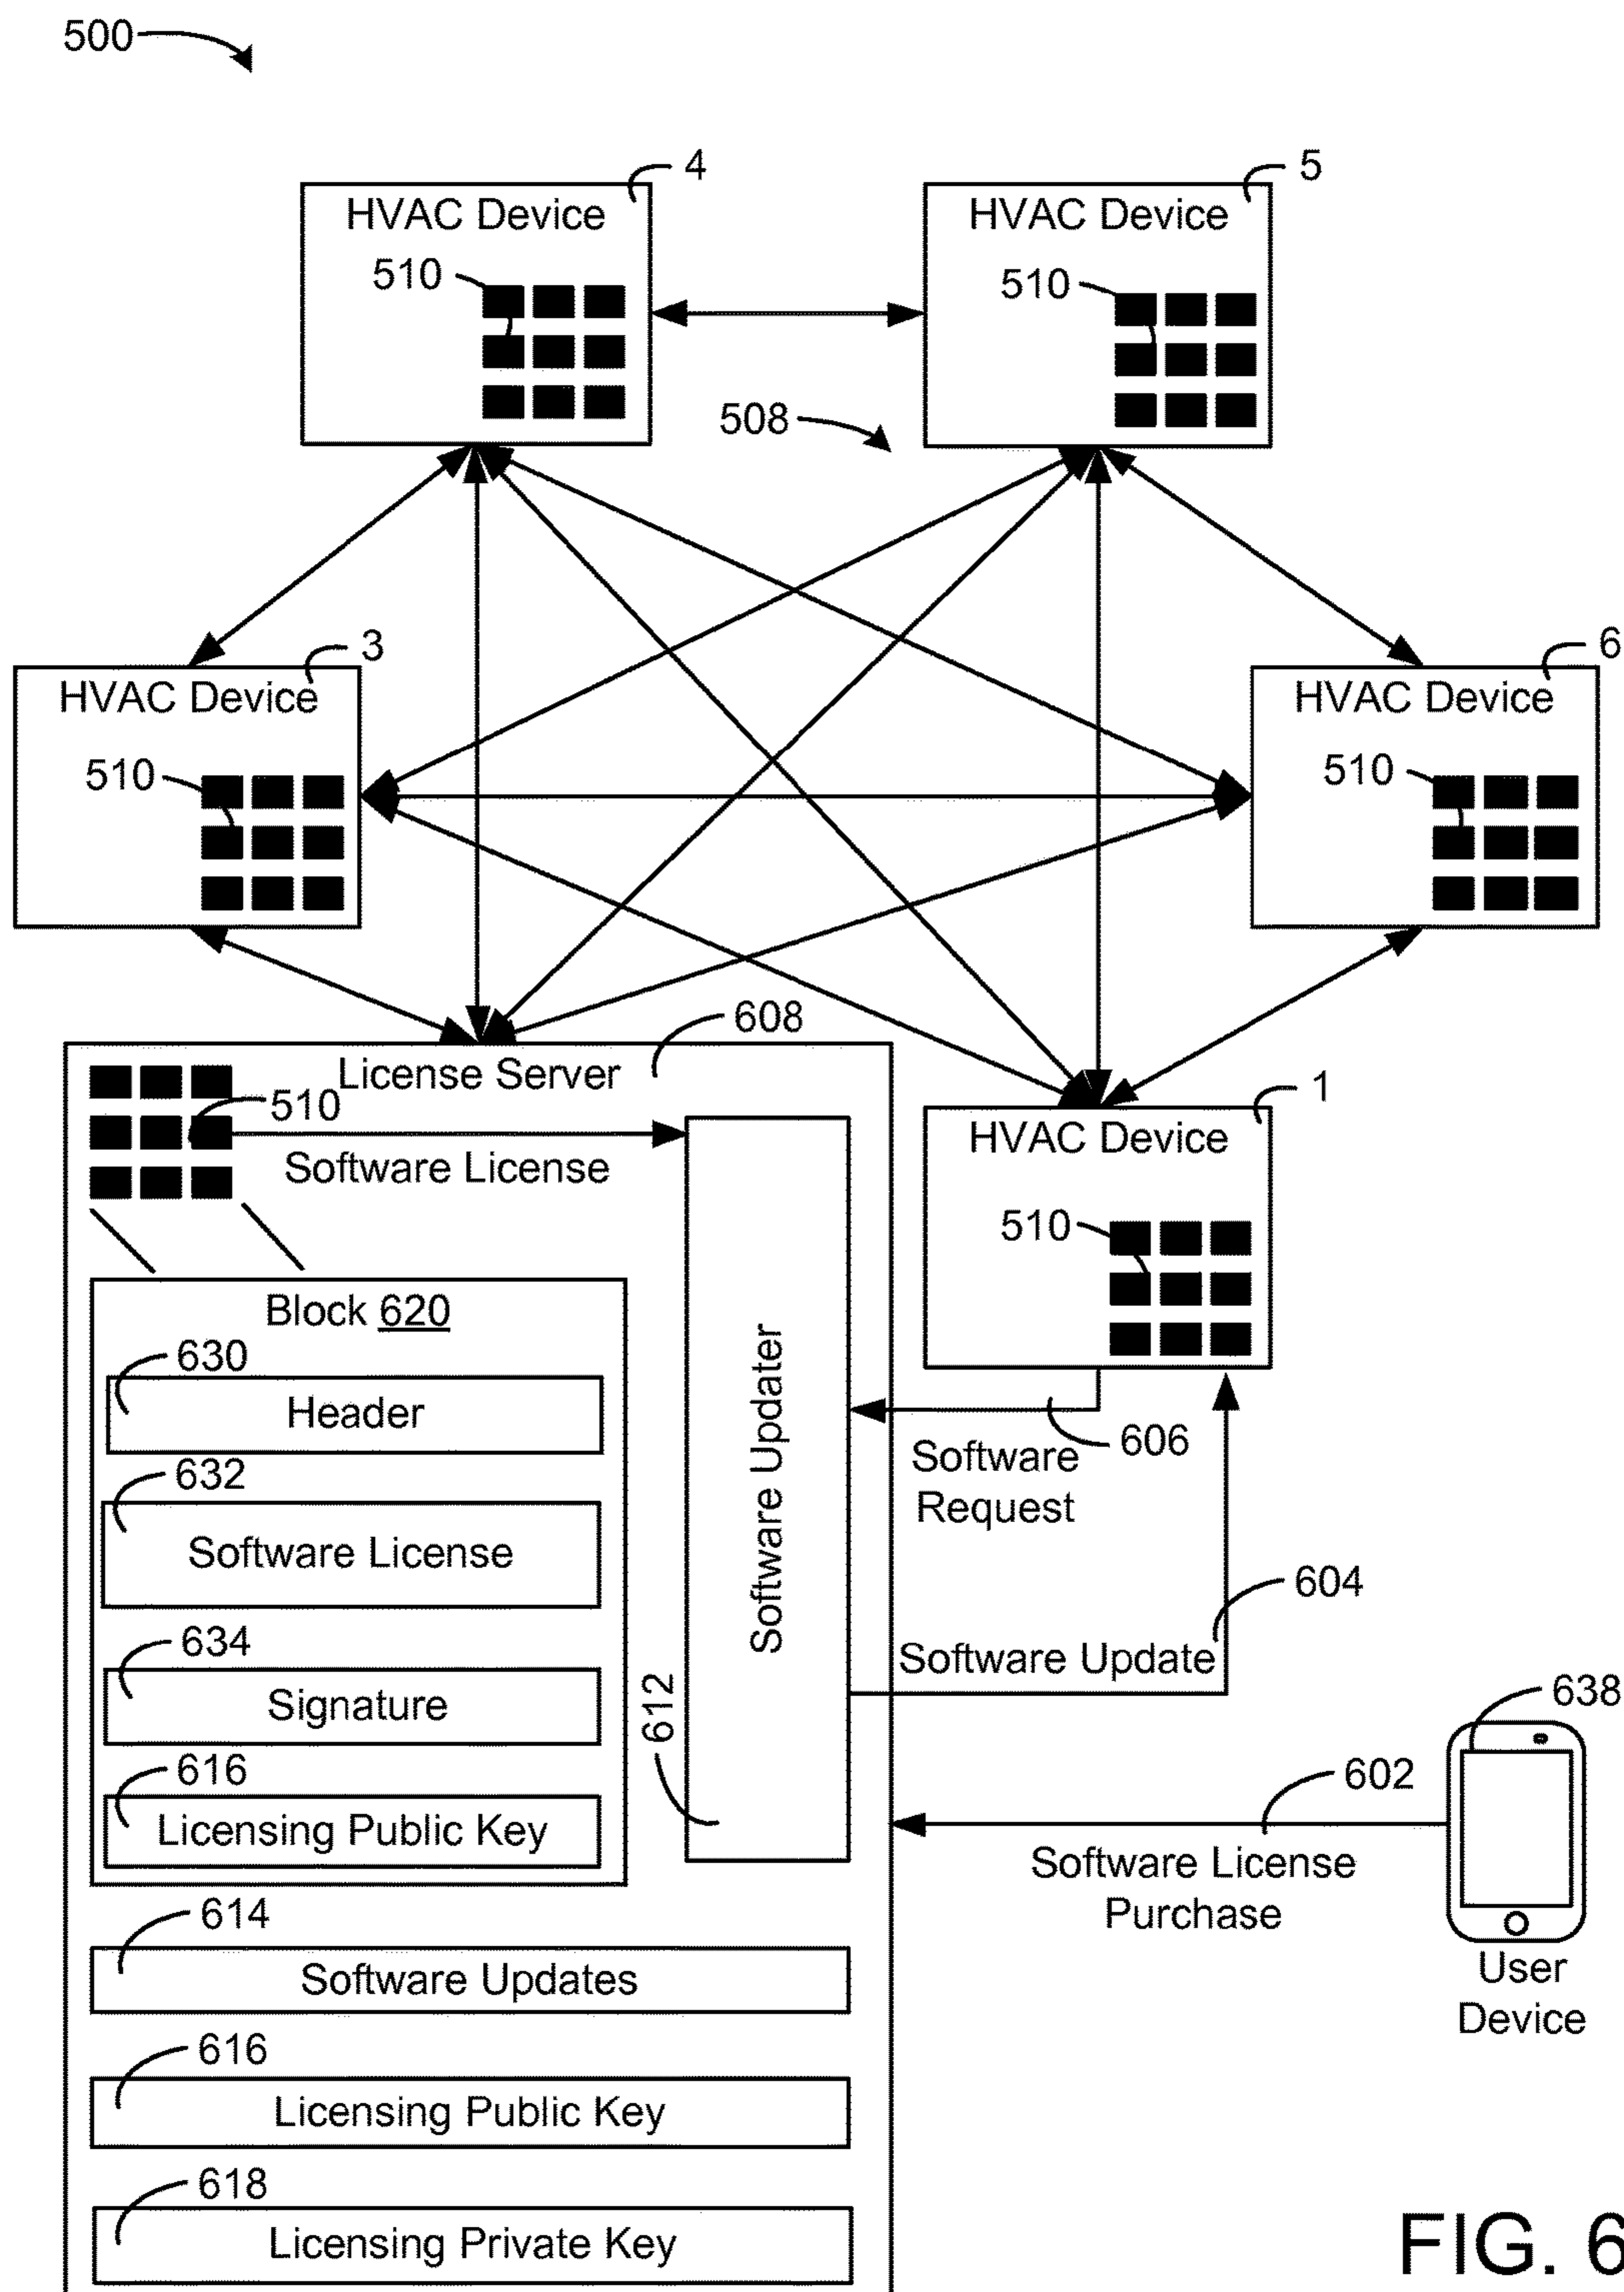 500
4
5
HVAC Device
HVAC Device
510
510
508
3
6
HVAC Device
HVAC Device
510
510
608
License Server
510
Software License
1
HVAC Device
510
Block 620
630
Header
632
Software License
634
Signature
616
Licensing Public Key
Software Updater
612
606
Software
Request
604
Software Update
638
602
Software License
Purchase
User
Device
614
Software Updates
616
Licensing Public Key
618
Licensing Private Key
FIG. 6